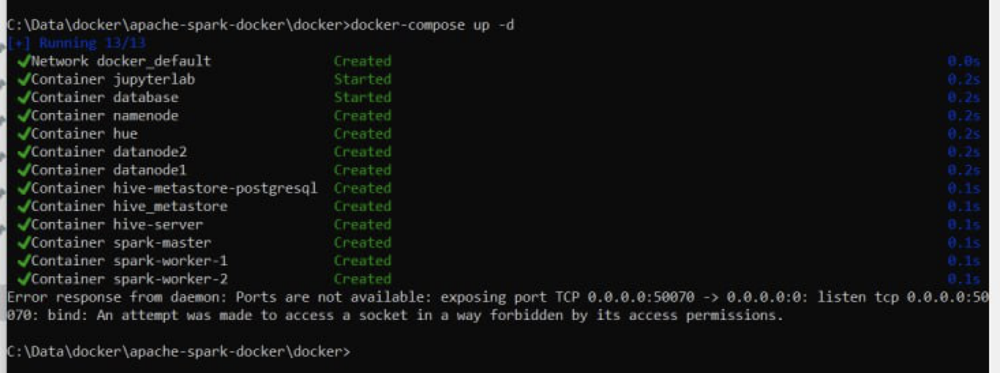 C:\Data\docker\apache-spark-docker\docker>docker-compose up -d
[+] Running 13/13
✔Network docker_default Created 0.0s
✔Container jupyterlab Started 0.2s
✔Container database Started 0.2s
✔Container namenode Created 0.2s
✔Container hue Created 0.2s
✔Container datanode2 Created 0.2s
✔Container datanode1 Created 0.2s
✔Container hive-metastore-postgresql Created 0.1s
✔Container hive_metastore Created 0.1s
✔Container hive-server Created 0.1s
✔Container spark-master Created 0.1s
✔Container spark-worker-1 Created 0.1s
✔Container spark-worker-2 Created 0.1s
Error response from daemon: Ports are not available: exposing port TCP 0.0.0.0:50070 -> 0.0.0.0:0: listen tcp 0.0.0.0:50
070: bind: An attempt was made to access a socket in a way forbidden by its access permissions.
C:\Data\docker\apache-spark-docker\docker>